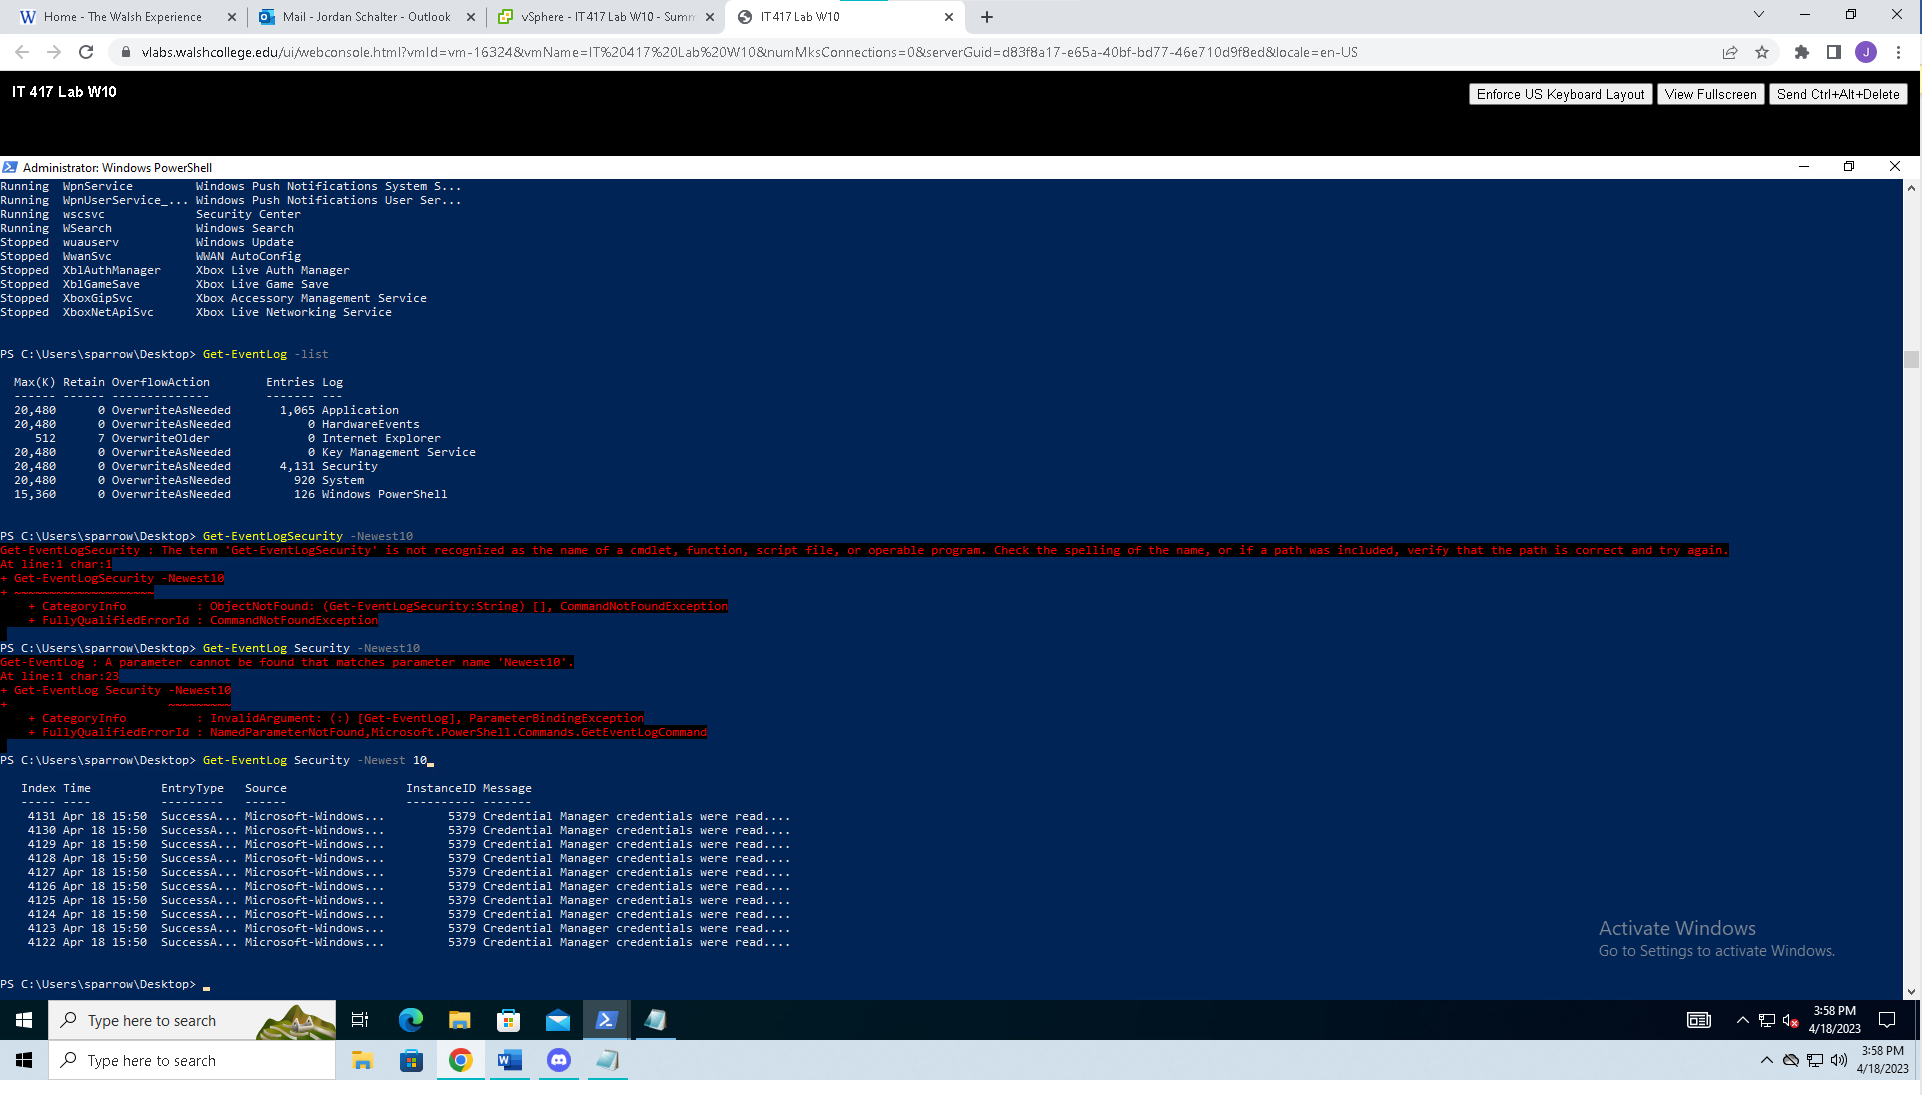 Home - The Walsh Experience
Mail - Jordan Schalter - Outlook
vSphere - IT417 Lab W10 - Summ
IT417 Lab W10
vlabs.walshcollege.edu/ui/webconsole.html?vmId=vm-16324&vmName=IT%20417%20Lab%20W10&numMksConnections=0&serverGuid=d83f8a17-e65a-40bf-bd77-46e710d9f8ed&locale=en-US
J
IT 417 Lab W10
Enforce US Keyboard Layout
View Fullscreen
Send Ctrl+Alt+Delete
Administrator: Windows PowerShell
Running  WpnService         Windows Push Notifications System S...
Running  WpnUserService_... Windows Push Notifications User Ser...
Running  wscsvc             Security Center
Running  WSearch            Windows Search
Stopped  wuauserv           Windows Update
Stopped  WwanSvc            WWAN AutoConfig
Stopped  XblAuthManager     Xbox Live Auth Manager
Stopped  XblGameSave        Xbox Live Game Save
Stopped  XboxGipSvc         Xbox Accessory Management Service
Stopped  XboxNetApiSvc      Xbox Live Networking Service
PS C:\Users\sparrow\Desktop> Get-EventLog -list
  Max(K) Retain OverflowAction        Entries Log
  ------ ------ --------------        ------- ---
  20,480      0 OverwriteAsNeeded       1,065 Application
  20,480      0 OverwriteAsNeeded           0 HardwareEvents
     512      7 OverwriteOlder              0 Internet Explorer
  20,480      0 OverwriteAsNeeded           0 Key Management Service
  20,480      0 OverwriteAsNeeded       4,131 Security
  20,480      0 OverwriteAsNeeded         920 System
  15,360      0 OverwriteAsNeeded         126 Windows PowerShell
PS C:\Users\sparrow\Desktop> Get-EventLogSecurity -Newest10
Get-EventLogSecurity : The term 'Get-EventLogSecurity' is not recognized as the name of a cmdlet, function, script file, or operable program. Check the spelling of the name, or if a path was included, verify that the path is correct and try again.
At line:1 char:1
+ Get-EventLogSecurity -Newest10
+ ~~~~~~~~~~~~~~~~~~~~
    + CategoryInfo          : ObjectNotFound: (Get-EventLogSecurity:String) [], CommandNotFoundException
    + FullyQualifiedErrorId : CommandNotFoundException
PS C:\Users\sparrow\Desktop> Get-EventLog Security -Newest10
Get-EventLog : A parameter cannot be found that matches parameter name 'Newest10'.
At line:1 char:23
+ Get-EventLog Security -Newest10
+                       ~~~~~~~~~
    + CategoryInfo          : InvalidArgument: (:) [Get-EventLog], ParameterBindingException
    + FullyQualifiedErrorId : NamedParameterNotFound,Microsoft.PowerShell.Commands.GetEventLogCommand
PS C:\Users\sparrow\Desktop> Get-EventLog Security -Newest 10
   Index Time          EntryType   Source                 InstanceID Message
   ----- ----          ---------   ------                 ---------- -------
    4131 Apr 18 15:50  SuccessA... Microsoft-Windows...         5379 Credential Manager credentials were read....
    4130 Apr 18 15:50  SuccessA... Microsoft-Windows...         5379 Credential Manager credentials were read....
    4129 Apr 18 15:50  SuccessA... Microsoft-Windows...         5379 Credential Manager credentials were read....
    4128 Apr 18 15:50  SuccessA... Microsoft-Windows...         5379 Credential Manager credentials were read....
    4127 Apr 18 15:50  SuccessA... Microsoft-Windows...         5379 Credential Manager credentials were read....
    4126 Apr 18 15:50  SuccessA... Microsoft-Windows...         5379 Credential Manager credentials were read....
    4125 Apr 18 15:50  SuccessA... Microsoft-Windows...         5379 Credential Manager credentials were read....
    4124 Apr 18 15:50  SuccessA... Microsoft-Windows...         5379 Credential Manager credentials were read....
    4123 Apr 18 15:50  SuccessA... Microsoft-Windows...         5379 Credential Manager credentials were read....
    4122 Apr 18 15:50  SuccessA... Microsoft-Windows...         5379 Credential Manager credentials were read....
Activate Windows
Go to Settings to activate Windows.
PS C:\Users\sparrow\Desktop>
Type here to search
3:58 PM
4/18/2023
Type here to search
3:58 PM
4/18/2023